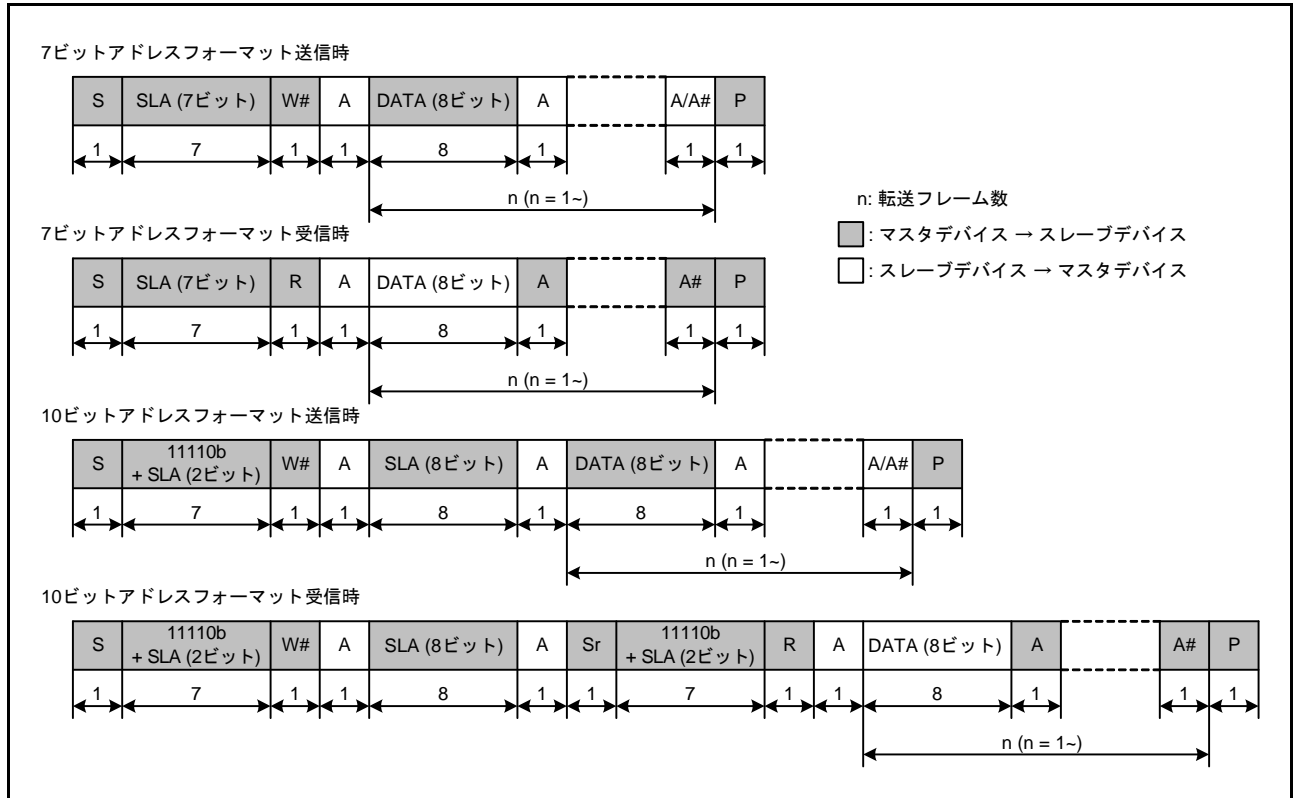 7ビットアドレスフォーマット送信時
S SLA (7ビット) W# A DATA (8ビット) A A/A# P
1 7 1 1 8 1 1 1
n (n = 1~)
n: 転送フレーム数
: マスタデバイス → スレーブデバイス
: スレーブデバイス → マスタデバイス
7ビットアドレスフォーマット受信時
S SLA (7ビット) R A DATA (8ビット) A A# P
1 7 1 1 8 1 1 1
n (n = 1~)
10ビットアドレスフォーマット送信時
S 11110b + SLA (2ビット) W# A SLA (8ビット) A DATA (8ビット) A A/A# P
1 7 1 1 8 1 8 1 1 1
n (n = 1~)
10ビットアドレスフォーマット受信時
S 11110b + SLA (2ビット) W# A SLA (8ビット) A Sr 11110b + SLA (2ビット) R A DATA (8ビット) A A# P
1 7 1 1 8 1 1 7 1 1 8 1 1 1
n (n = 1~)